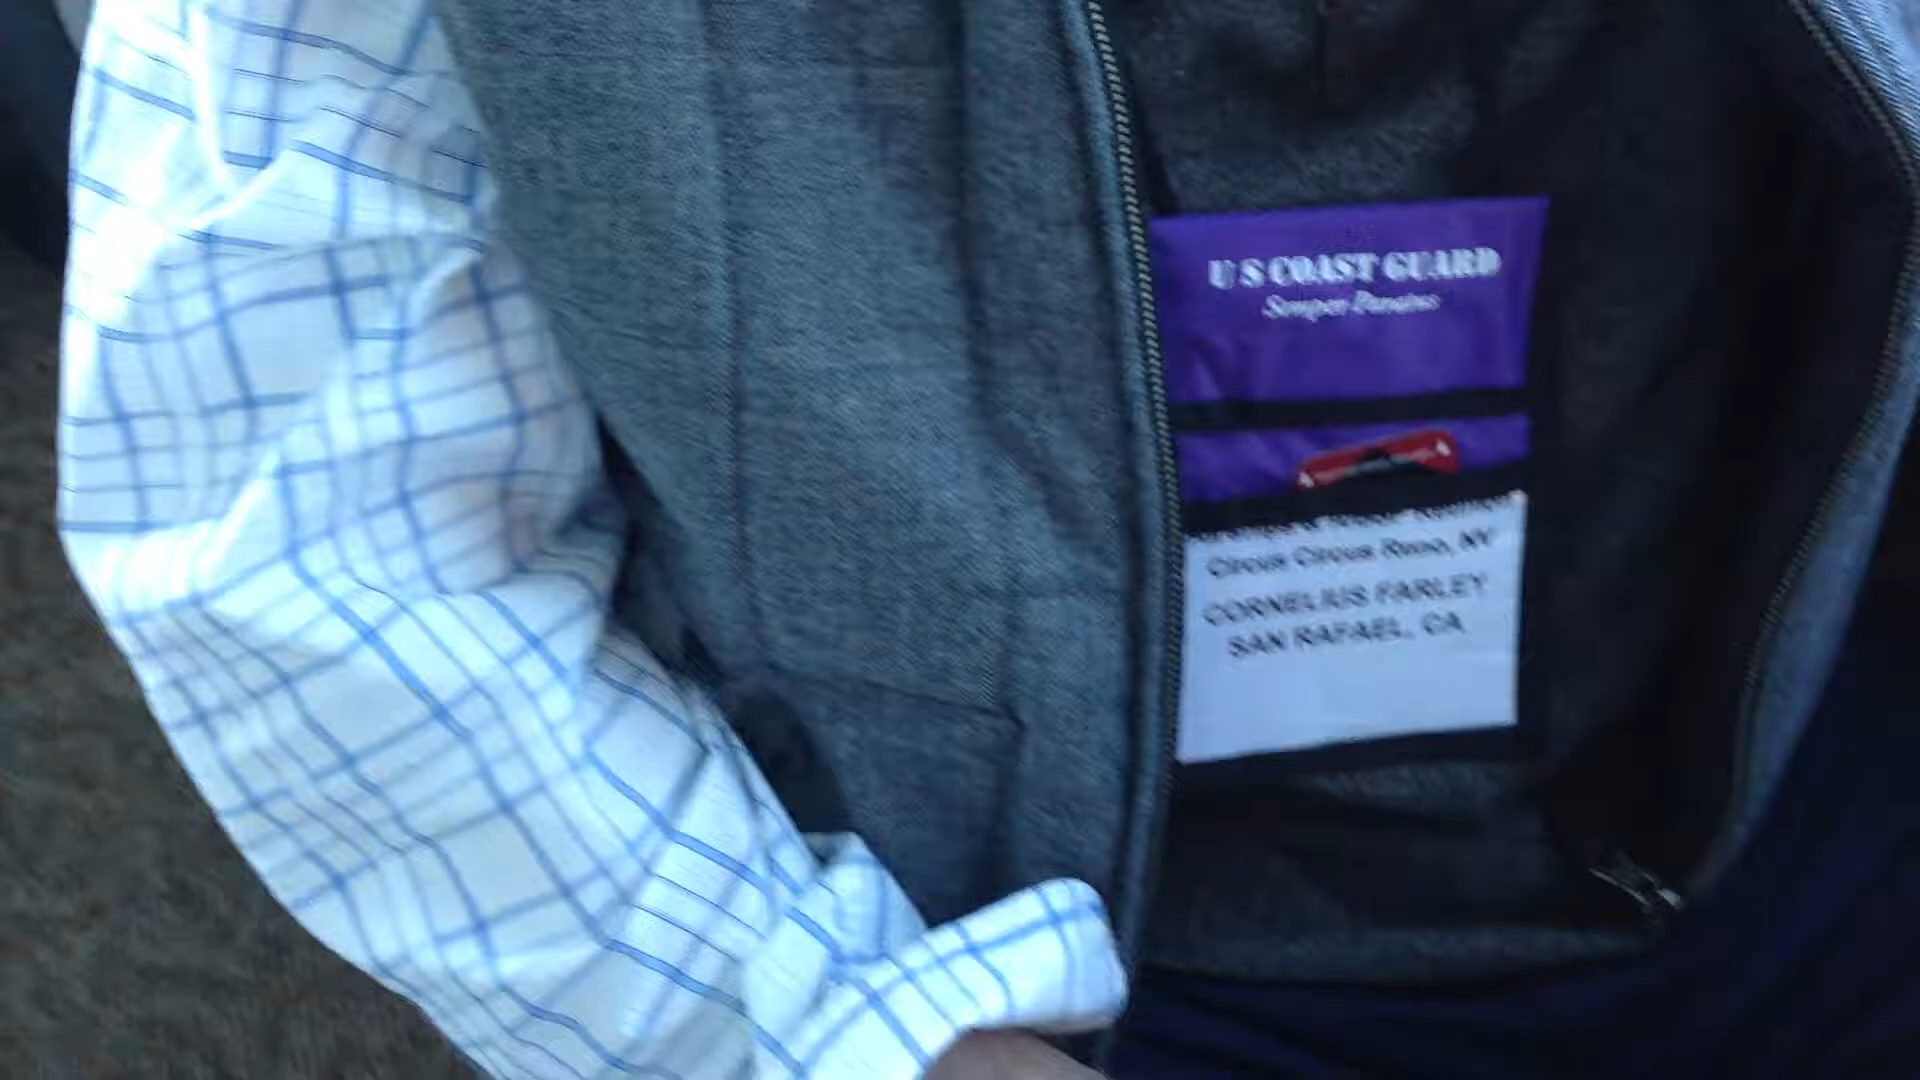 U S COAST GUARD
Semper Paratus
Circus Circus Reno, NV
CORNELIUS FARLEY
SAN RAFAEL, CA